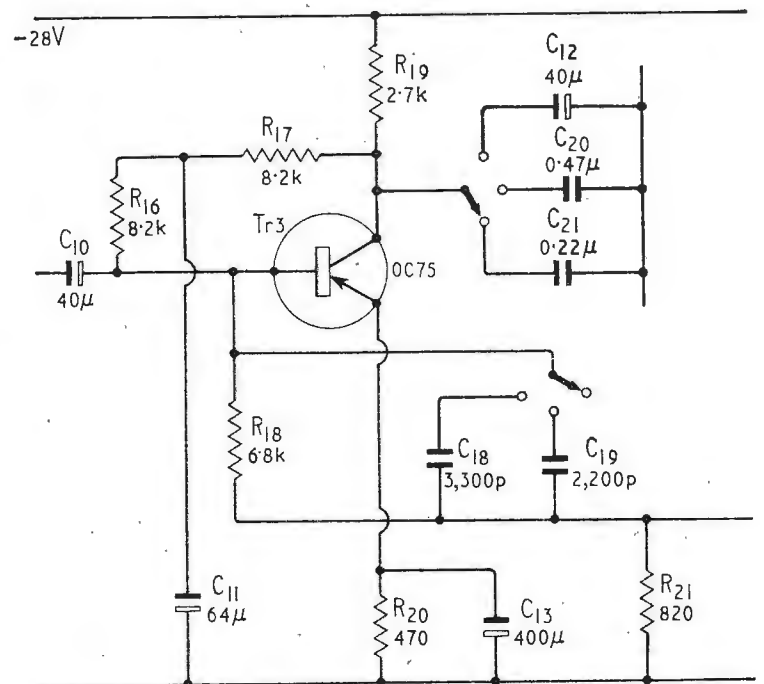 −28V
R19
2·7k
C12
40μ
R17
8·2k
C20
0·47μ
R16
8·2k
Tr3
C21
0·22μ
C10
40μ
OC75
R18
6·8k
C18
3,300p
C19
2,200p
C11
64μ
R20
470
C13
400μ
R21
820